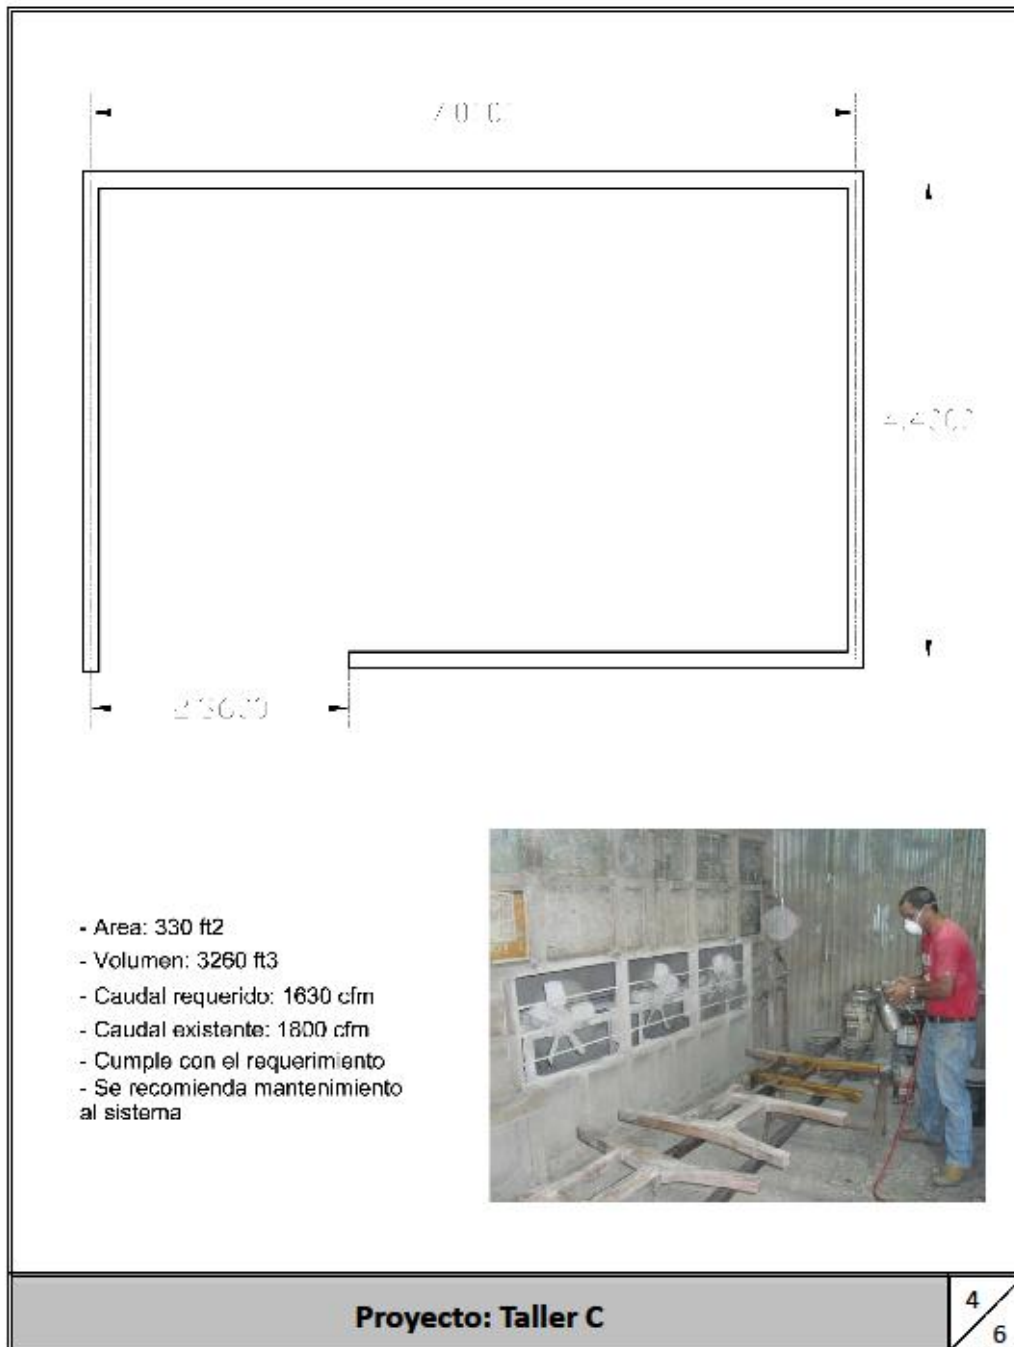 - Area: 330 ft2
- Volumen: 3260 ft3
- Caudal requerido: 1630 cfm
- Caudal existente: 1800 cfm
- Cumple con el requerimiento
- Se recomienda mantenimiento
al sistema
Proyecto: Taller C
4
6